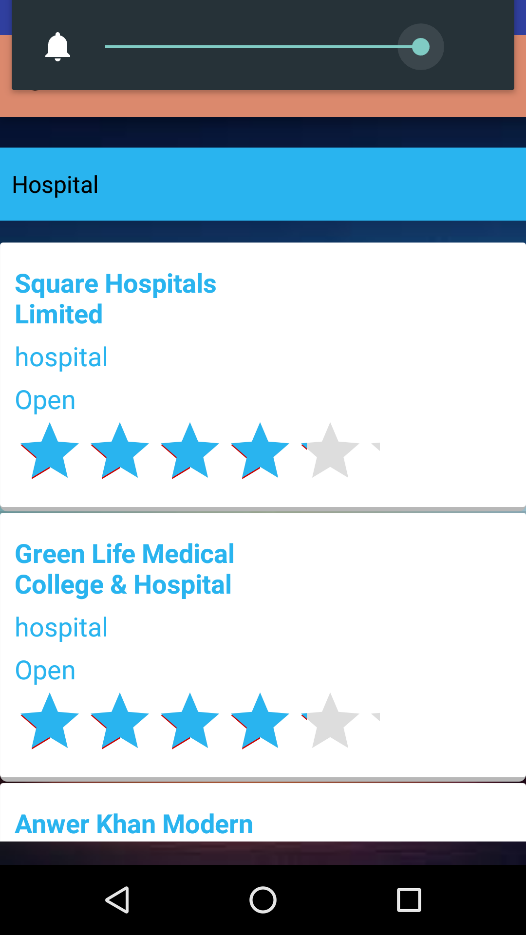 Hospital
Square Hospitals
Limited
hospital
Open
Green Life Medical
College & Hospital
hospital
Open
Anwer Khan Modern